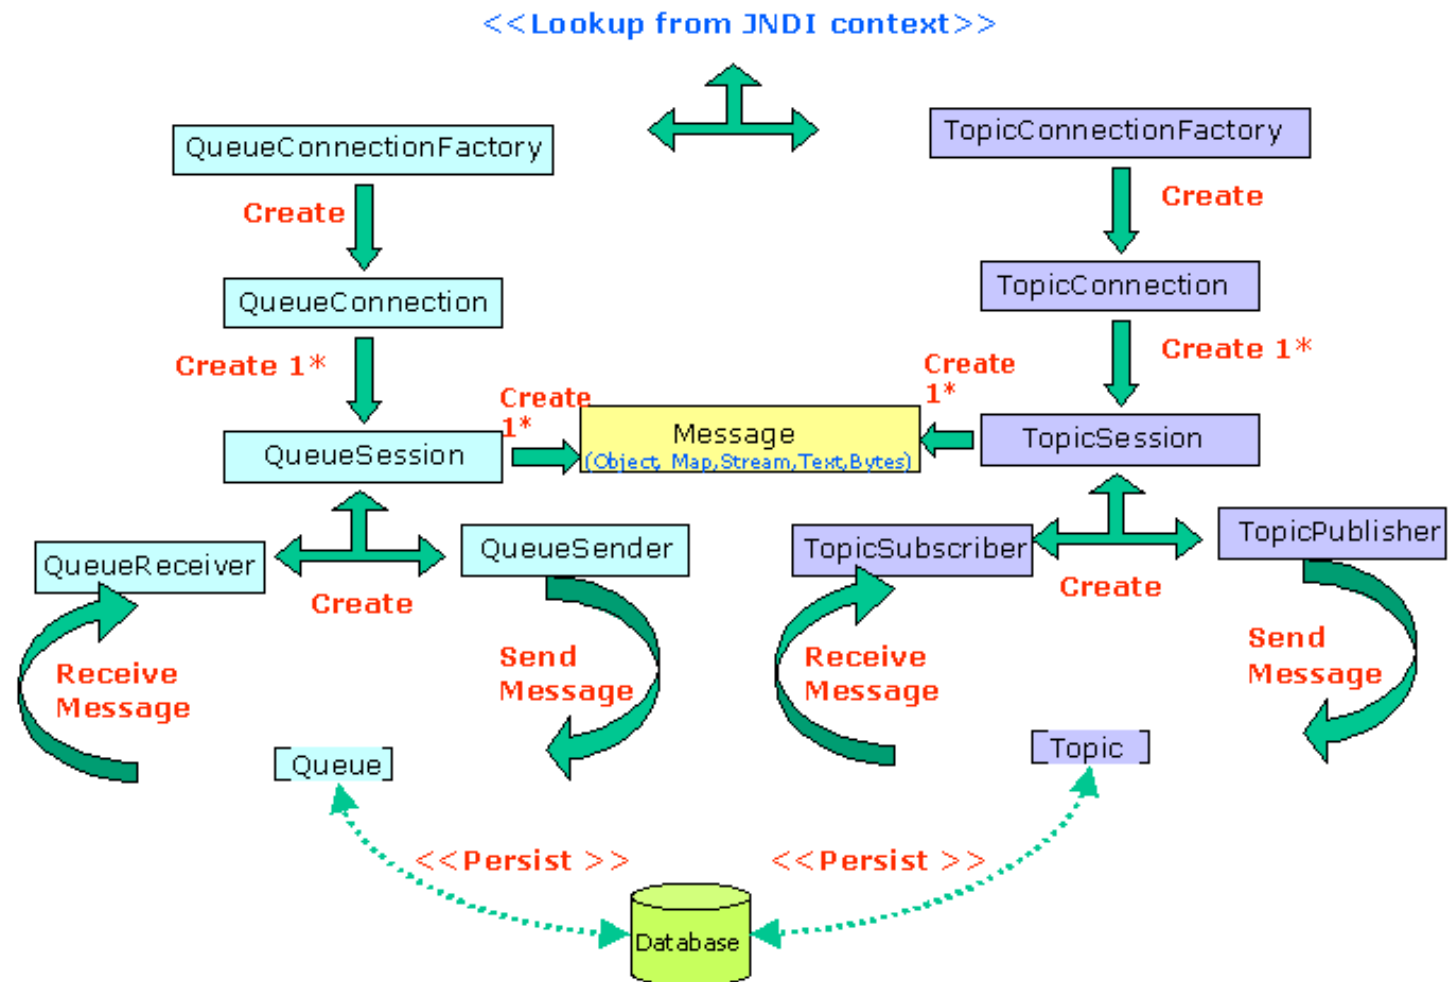 <<Lookup from JNDI context>>
QueueConnectionFactory
TopicConnectionFactory
Create
Create
QueueConnection
TopicConnection
Create 1*
Create 1*
Create
1*
Create
1*
Message
(Object, Map,Stream,Text,Bytes)
QueueSession
TopicSession
QueueReceiver
QueueSender
TopicSubscriber
TopicPublisher
Create
Create
Receive
Message
Send
Message
Receive
Message
Send
Message
[Queue]
[Topic ]
<<Persist >>
<<Persist >>
Database